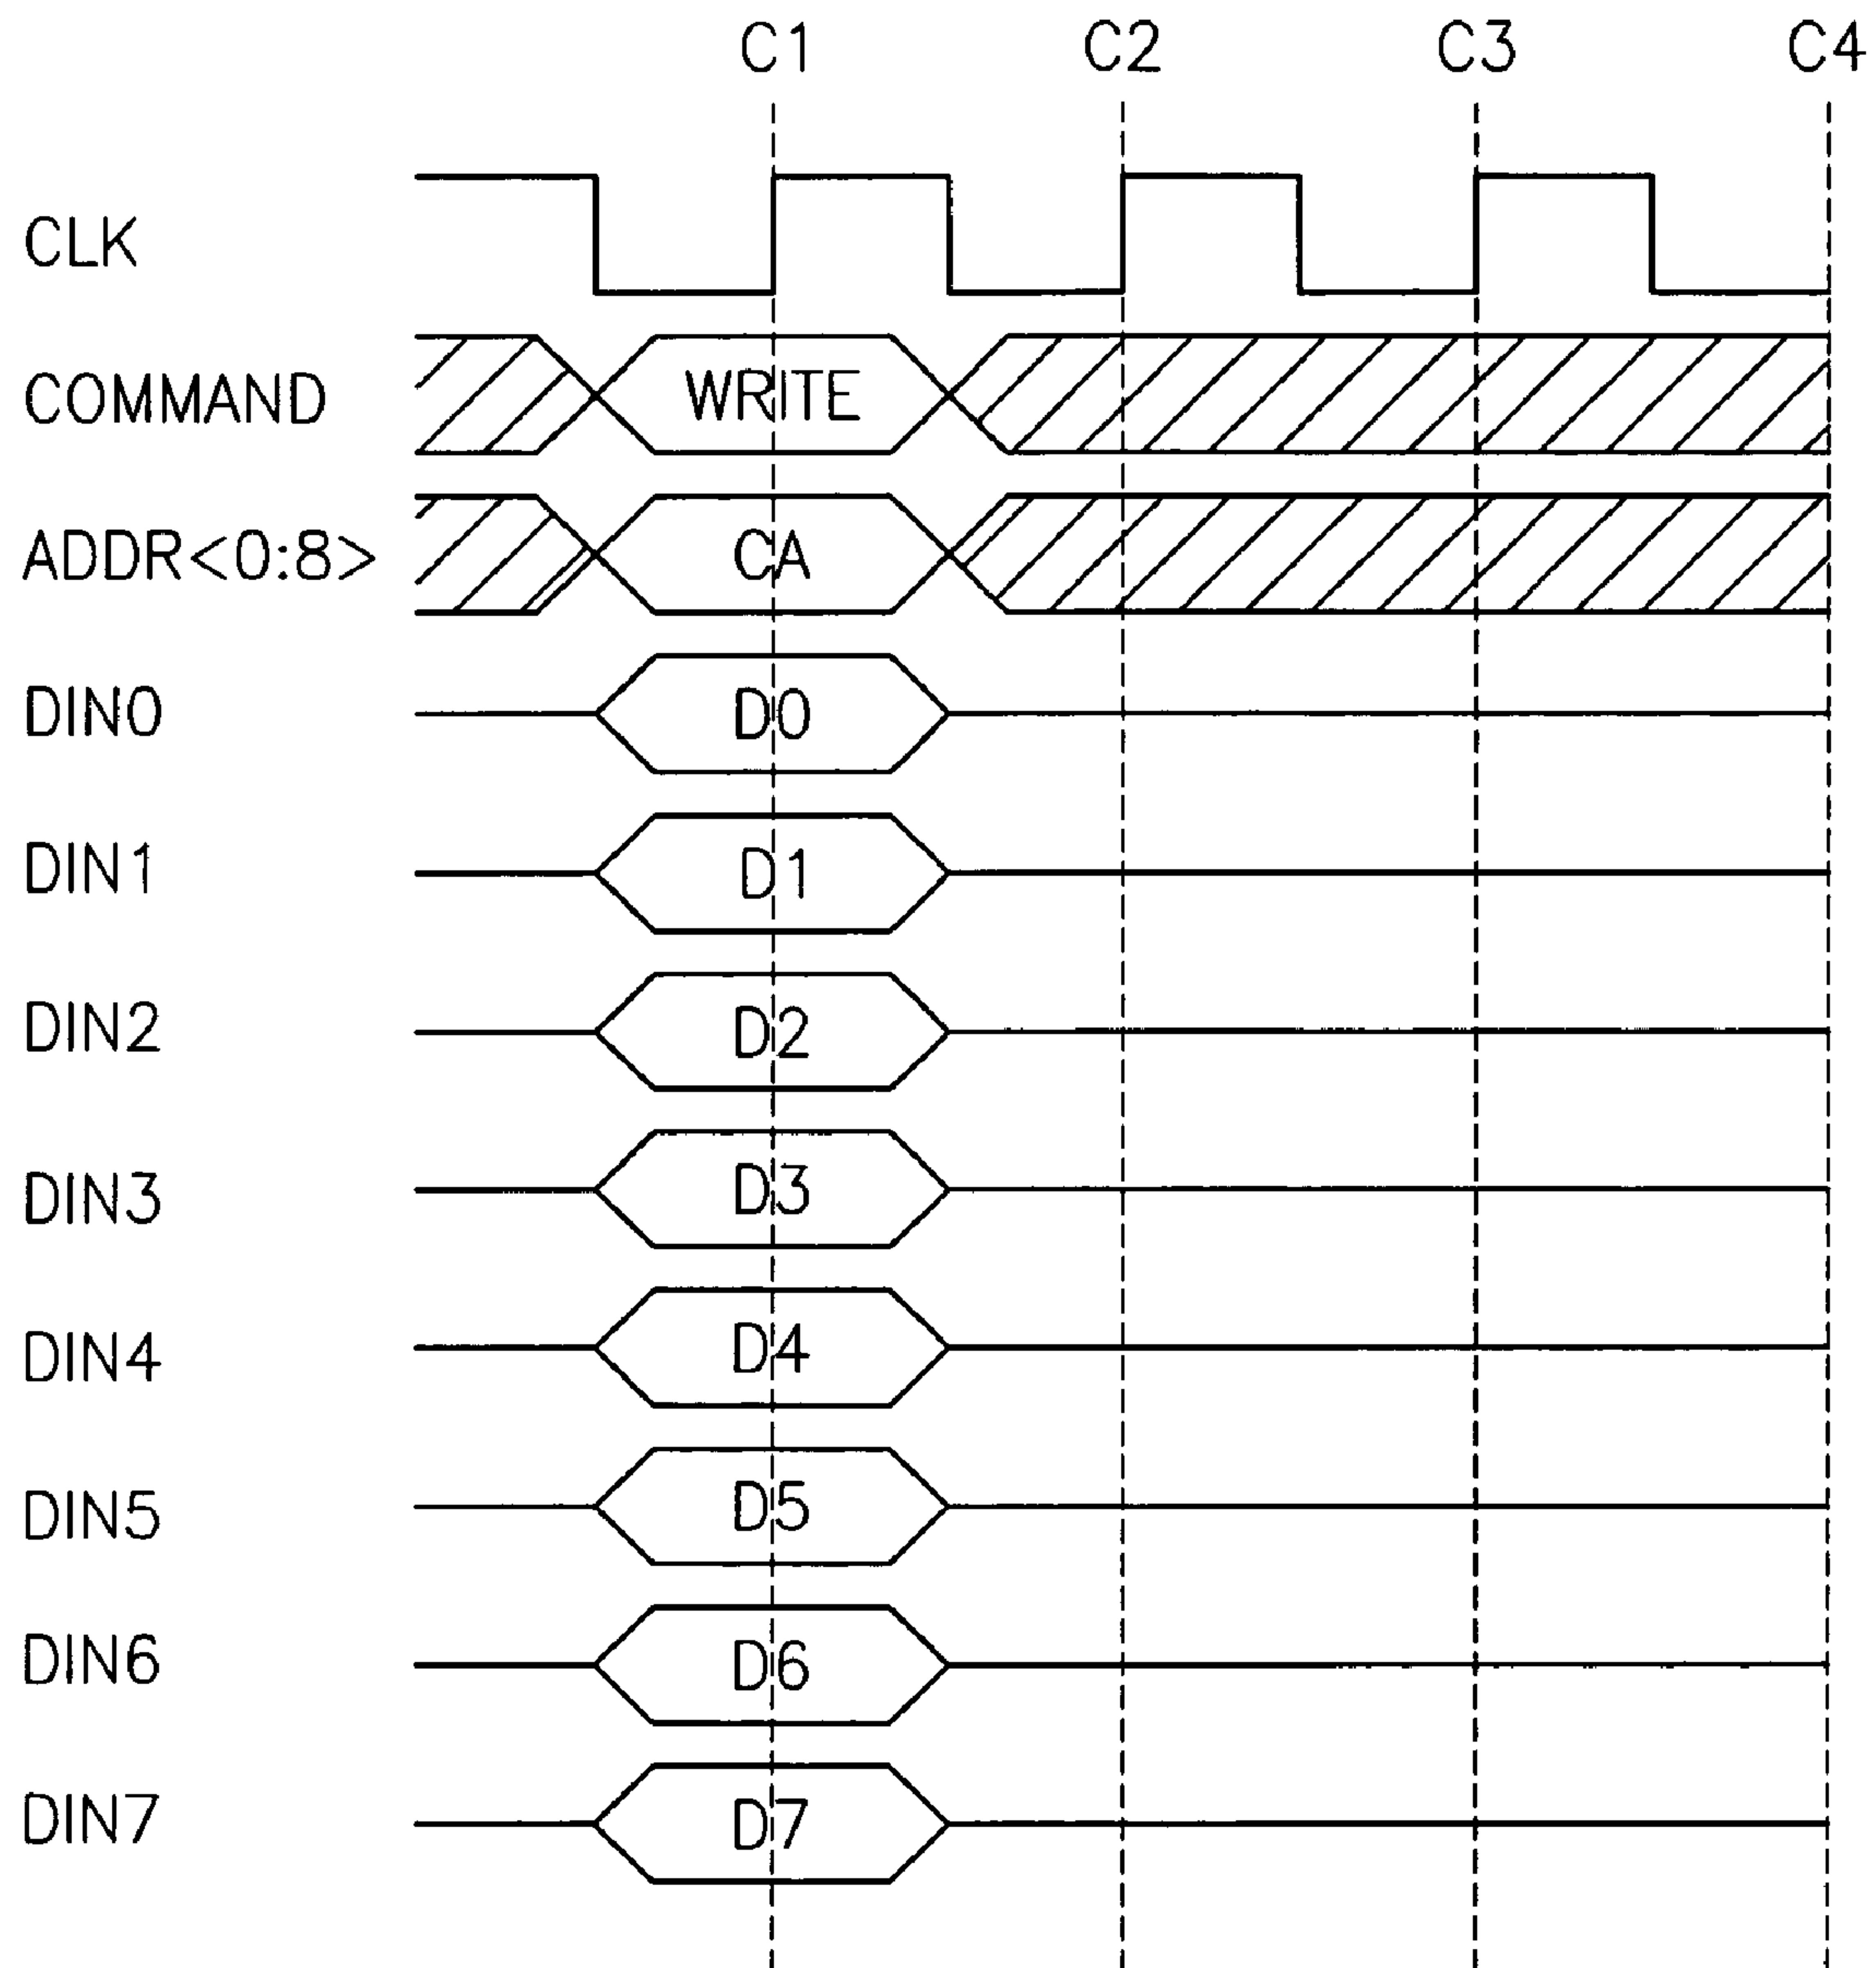 C1 C2 C3 C4
CLK
COMMAND WRITE
ADDR<0:8> CA
DIN0 D0
DIN1 D1
DIN2 D2
DIN3 D3
DIN4 D4
DIN5 D5
DIN6 D6
DIN7 D7